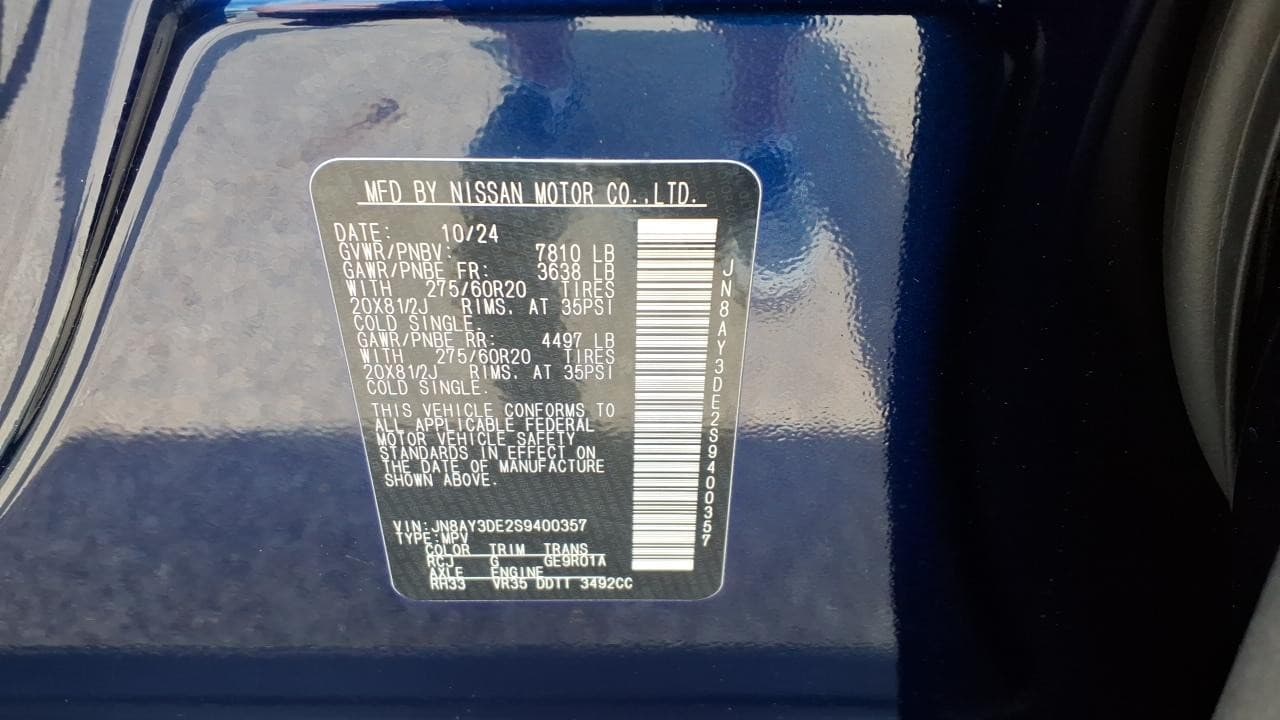 MFD BY NISSAN MOTOR CO.,LTD.
DATE: 10/24
GVWR/PNBV: 7810 LB
GAWR/PNBE FR: 3638 LB
WITH 275/60R20 TIRES
20X81/2J RIMS, AT 35PSI
COLD SINGLE.
GAWR/PNBE RR: 4497 LB
WITH 275/60R20 TIRES
20X81/2J RIMS, AT 35PSI
COLD SINGLE.
THIS VEHICLE CONFORMS TO
ALL APPLICABLE FEDERAL
MOTOR VEHICLE SAFETY
STANDARDS IN EFFECT ON
THE DATE OF MANUFACTURE
SHOWN ABOVE.
VIN:JN8AY3DE2S9400357
TYPE:MPV
COLOR TRIM TRANS
RCJ G GE9R01A
AXLE ENGINE
RH33 VR35 DDTT 3492CC
JN8AY3DE2S9400357